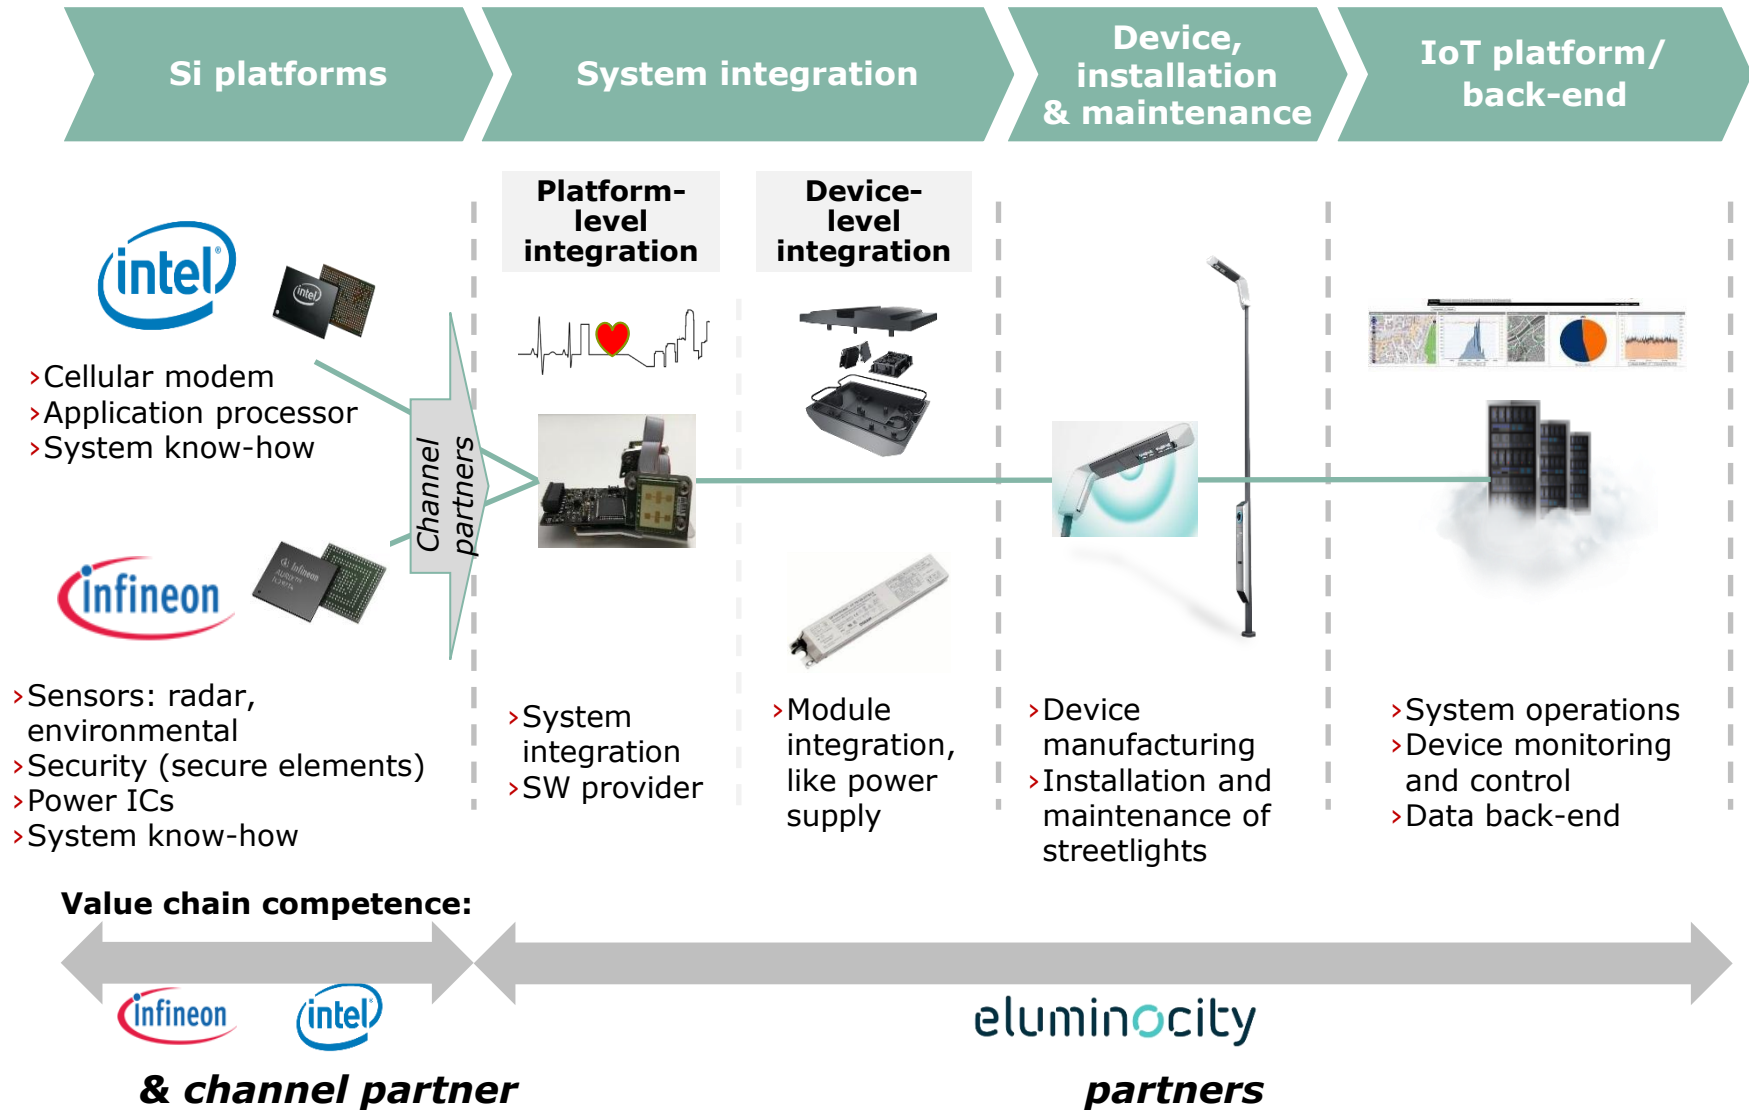 Si platforms
System integration
Device,
installation
& maintenance
IoT platform/
back-end
Platform-
level
integration
Device-
level
integration
intel®
intel
›Cellular modem
›Application processor
›System know-how
Channel
partners
infineon
Infineon
›Sensors: radar,
environmental
›Security (secure elements)
›Power ICs
›System know-how
›System
integration
›SW provider
›Module
integration,
like power
supply
›Device
manufacturing
›Installation and
maintenance of
streetlights
›System operations
›Device monitoring
and control
›Data back-end
Value chain competence:
infineon
intel®
eluminocity
& channel partner
partners